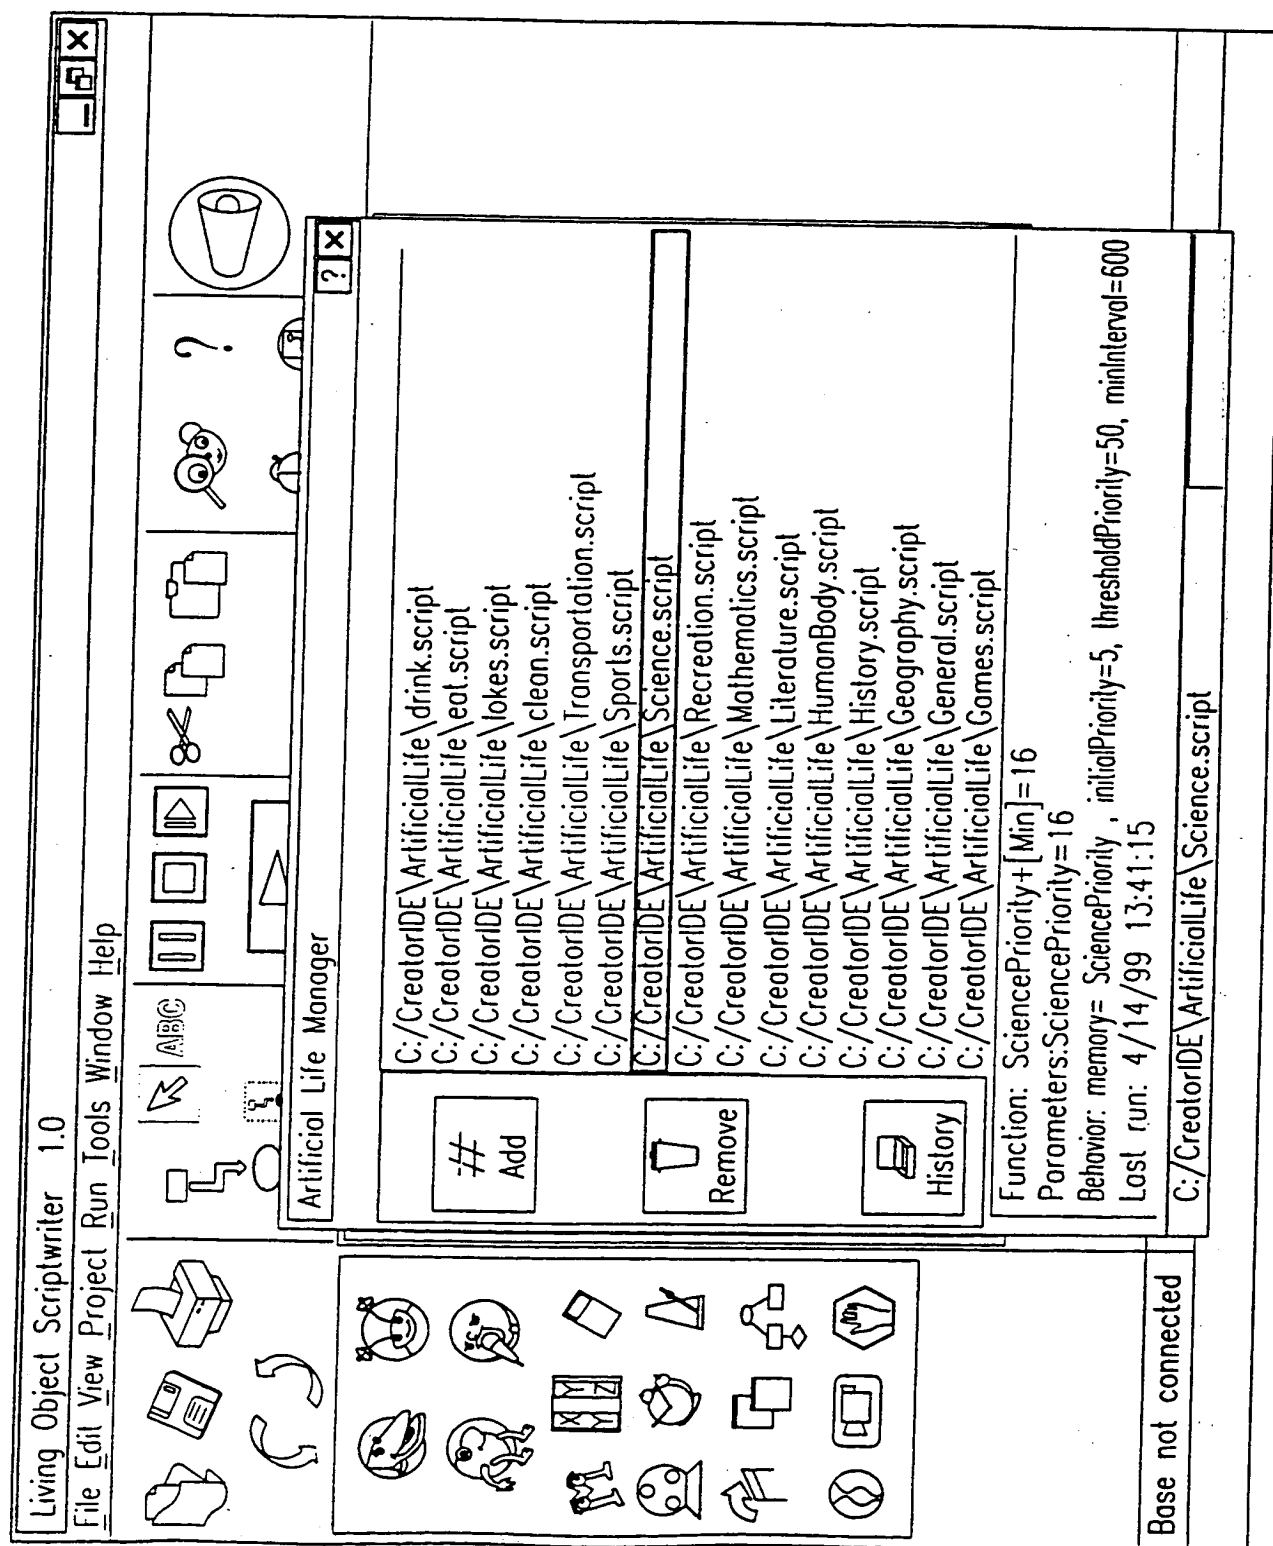 Living Object Scriptwriter 1.0
File Edit View Project Run Tools Window Help
ABC
?
Artificial Life Manager
?
Add
Remove
History
C:/CreatorIDE\ArtificialLife\drink.script
C:/CreatorIDE\ArtificialLife\eat.script
C:/CreatorIDE\ArtificialLife\lokes.script
C:/CreatorIDE\ArtificialLife\clean.script
C:/CreatorIDE\ArtificialLife\Transportation.script
C:/CreatorIDE\ArtificialLife\Sports.script
C:/CreatorIDE\ArtificialLife\Science.script
C:/CreatorIDE\ArtificialLife\Recreation.script
C:/CreatorIDE\ArtificialLife\Mathematics.script
C:/CreatorIDE\ArtificialLife\Literature.script
C:/CreatorIDE\ArtificialLife\HumanBody.script
C:/CreatorIDE\ArtificialLife\History.script
C:/CreatorIDE\ArtificialLife\Geography.script
C:/CreatorIDE\ArtificialLife\General.script
C:/CreatorIDE\ArtificialLife\Games.script
Function: SciencePriority+[Min]=16
Parameters:SciencePriority=16
Behavior: memory= SciencePriority , initialPriority=5, thresholdPriority=50, minInterval=600
Last run: 4/14/99 13:41:15
C:/CreatorIDE\ArtificialLife\Science.script
Base not connected